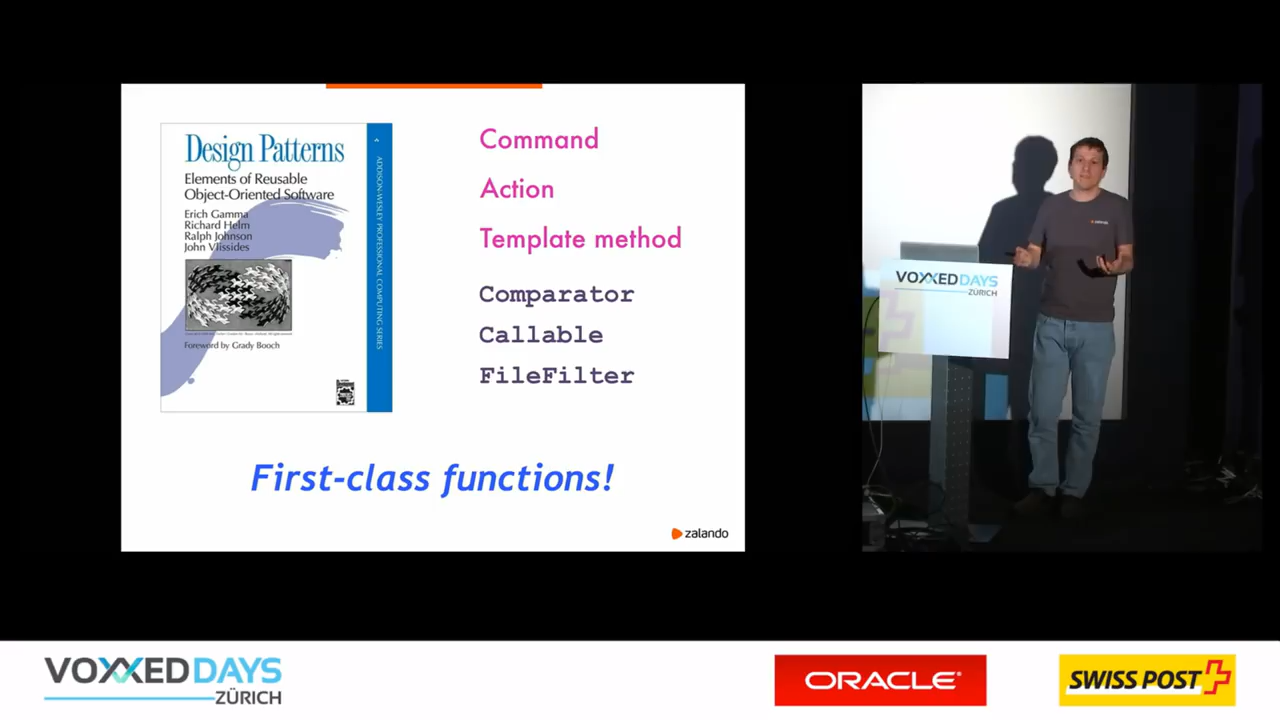 Design Patterns
Elements of Reusable
Object-Oriented Software
Erich Gamma
Richard Helm
Ralph Johnson
John Vlissides
Foreword by Grady Booch
ADDISON-WESLEY PROFESSIONAL COMPUTING SERIES
Command
Action
Template method
Comparator
Callable
FileFilter
First-class functions!
zalando
zalando
VOXXED DAYS
ZÜRICH
VOXXED DAYS
ZÜRICH
ORACLE®
SWISS POST